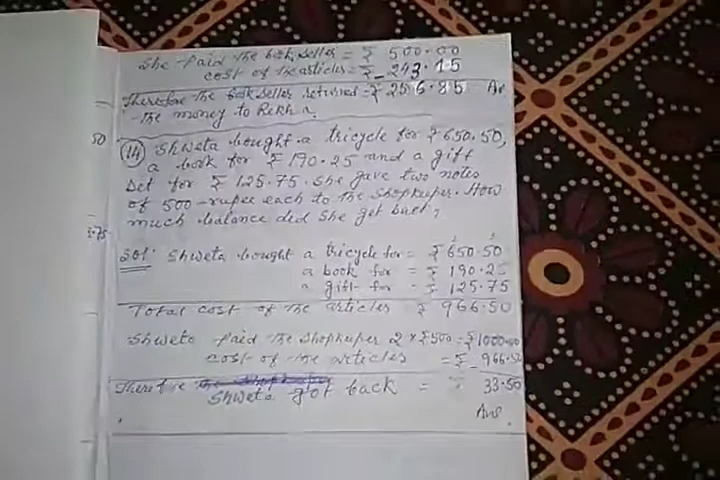 She Paid The book seller = ₹ 500.00
cost of the articles = ₹ - 243.15
Therefore The book seller returned = ₹ 256.85 An
The money to Rekha.
50
(14) Shweta bought a tricycle for ₹ 650.50,
a book for ₹ 190.25 and a gift
set for ₹ 125.75. She gave two notes
of 500-rupee each to the shopkeeper. How
much balance did she get back,
Sol. Shweta bought a tricycle for = ₹ 650.50
a book for = ₹ 190.25
a gift for = ₹ 125.75
Total cost of the articles ₹ 966.50
Shweta Paid The Shopkeeper 2 × ₹500 = ₹1000.00
cost of the articles = ₹ - 966.50
Therefore Shweta got back = ₹ 33.50
Ans.